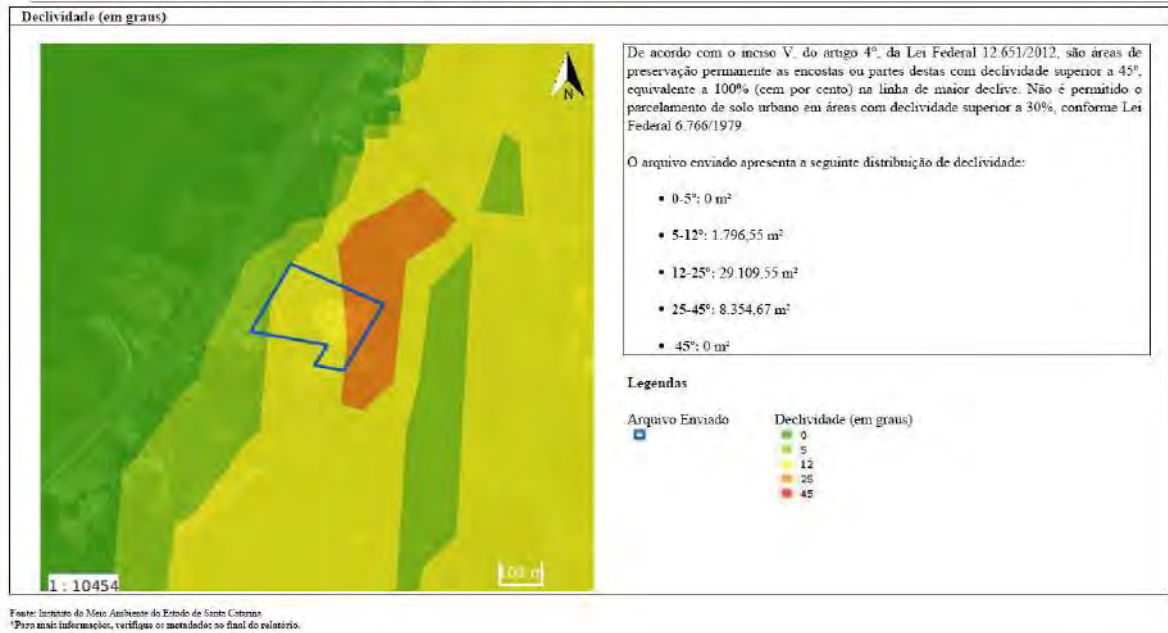 Declividade (em graus)
N
1 : 10454
100 m
De acordo com o inciso V, do artigo 4º, da Lei Federal 12.651/2012, são áreas de
preservação permanente as encostas ou partes destas com declividade superior a 45º,
equivalente a 100% (cem por cento) na linha de maior declive. Não é permitido o
parcelamento de solo urbano em áreas com declividade superior a 30%, conforme Lei
Federal 6.766/1979.
O arquivo enviado apresenta a seguinte distribuição de declividade:
• 0-5º: 0 m²
• 5-12º: 1.796,55 m²
• 12-25º: 29.109,55 m²
• 25-45º: 8.354,67 m²
• 45º: 0 m²
Legendas
Arquivo Enviado
Declividade (em graus)
0
5
12
25
45
Fonte: Instituto do Meio Ambiente do Estado de Santa Catarina
*Para mais informações, verifique os metadados ao final do relatório.